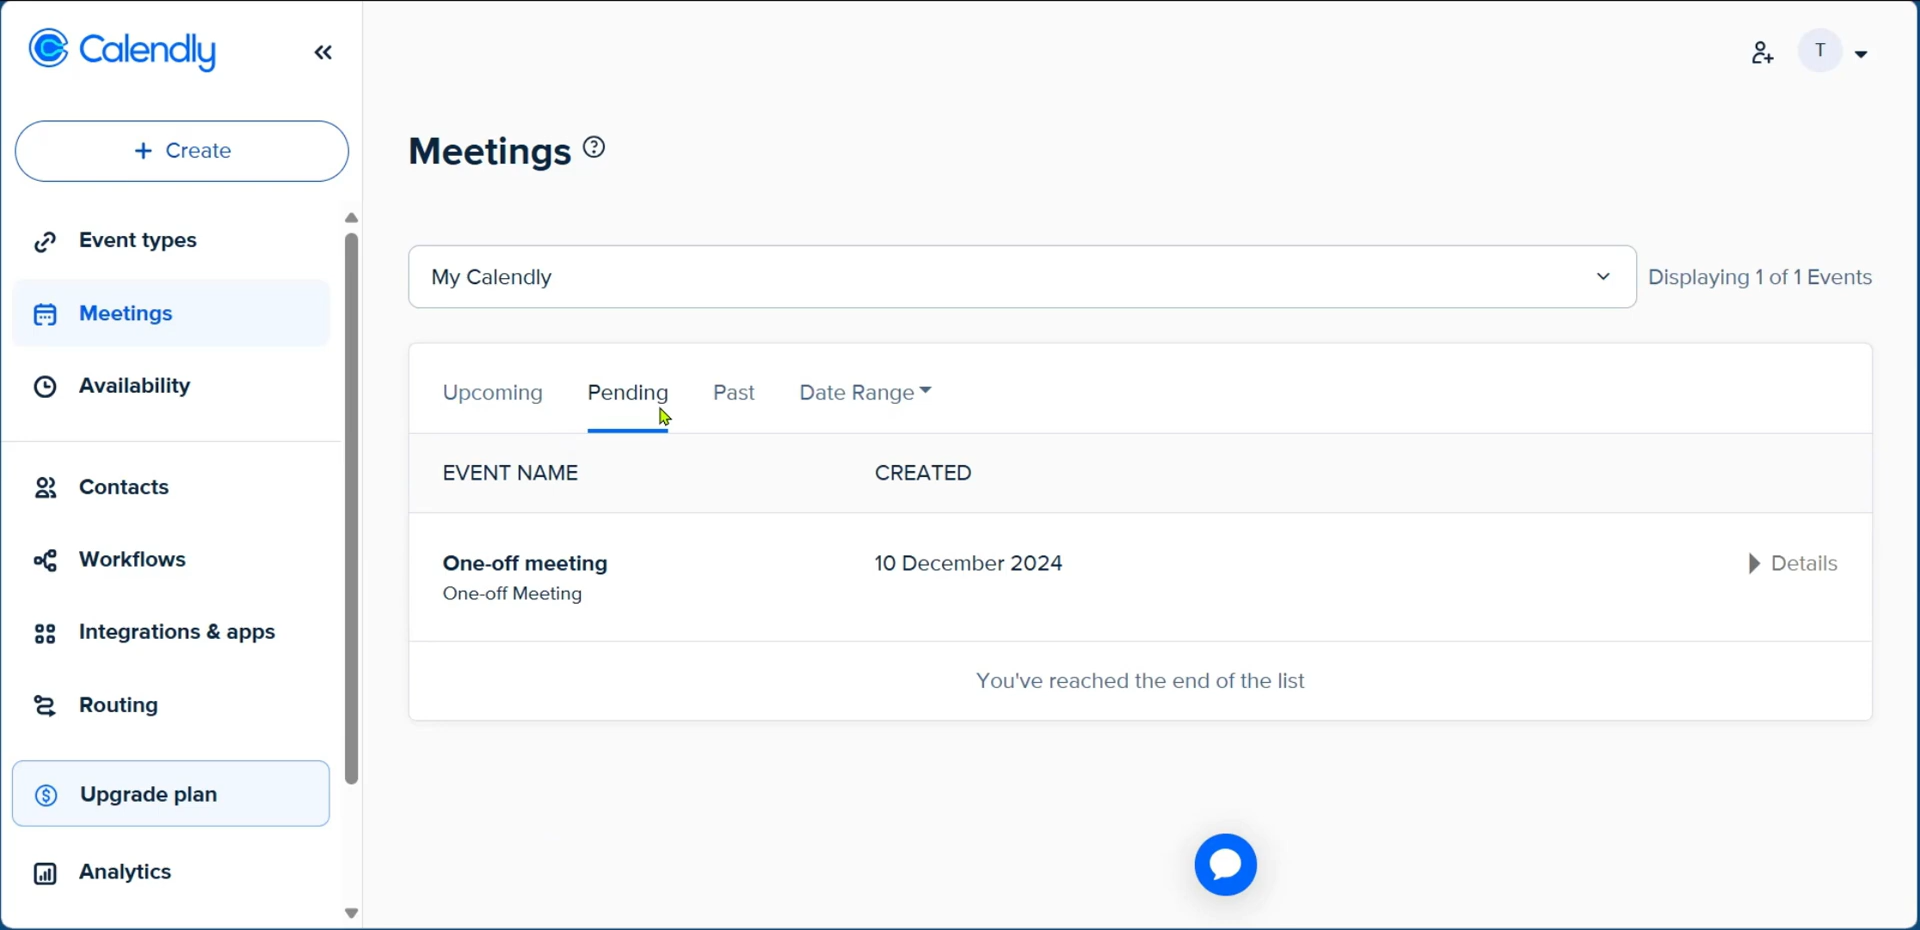 Calendly
+ Create
Event types
Meetings
Availability
Contacts
Workflows
Integrations & apps
Routing
Upgrade plan
Analytics
T
Meetings
My Calendly
Displaying 1 of 1 Events
Upcoming Pending Past Date Range
EVENT NAME CREATED
One-off meeting 10 December 2024 Details
One-off Meeting
You've reached the end of the list